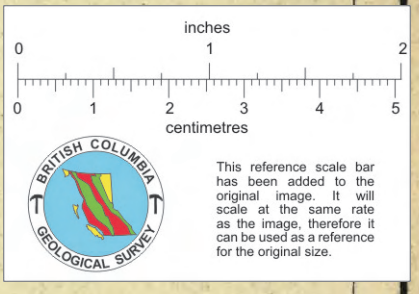 inches
0 1 2
0 1 2 3 4 5
centimetres
BRITISH COLUMBIA
GEOLOGICAL SURVEY
This reference scale bar
has been added to the
original image. It will
scale at the same rate
as the image, therefore it
can be used as a reference
for the original size.